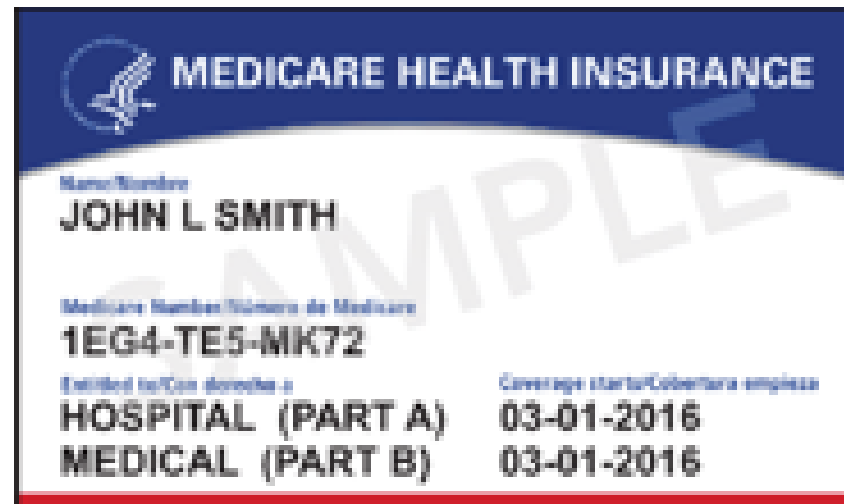 MEDICARE HEALTH INSURANCE
SAMPLE
Name/Nombre
JOHN L SMITH
Medicare Number/Número de Medicare
1EG4-TE5-MK72
Entitled to/Con derecho a Coverage starts/Cobertura empieza
HOSPITAL (PART A) 03-01-2016
MEDICAL (PART B) 03-01-2016